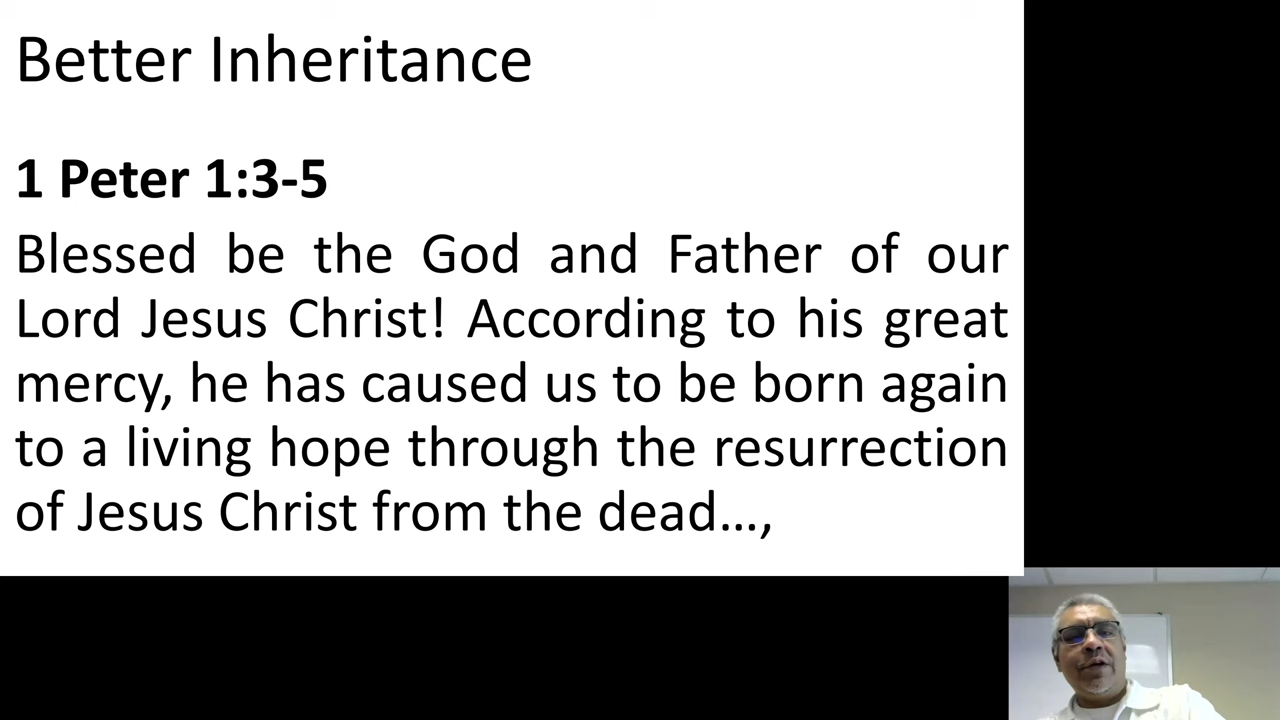 Better Inheritance
1 Peter 1:3-5
Blessed be the God and Father of our
Lord Jesus Christ! According to his great
mercy, he has caused us to be born again
to a living hope through the resurrection
of Jesus Christ from the dead…,